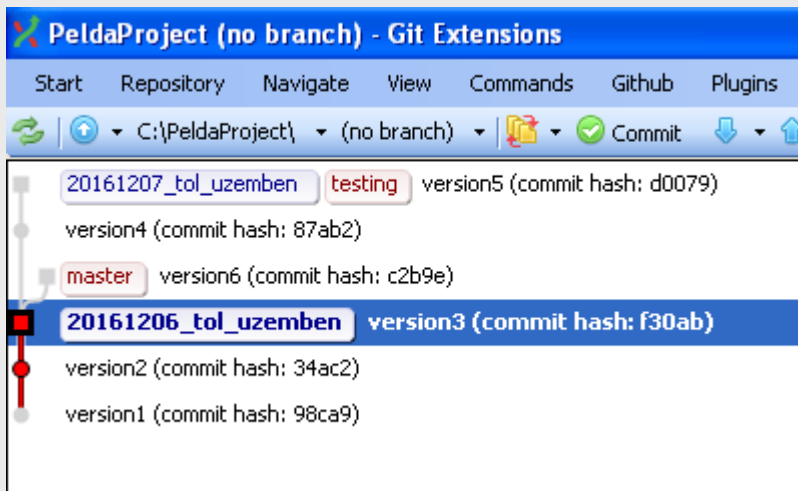 PeldaProject (no branch) - Git Extensions
Start Repository Navigate View Commands Github Plugins
C:\PeldaProject\ (no branch) Commit
20161207_tol_uzemben testing version5 (commit hash: d0079)
version4 (commit hash: 87ab2)
master version6 (commit hash: c2b9e)
20161206_tol_uzemben version3 (commit hash: f30ab)
version2 (commit hash: 34ac2)
version1 (commit hash: 98ca9)